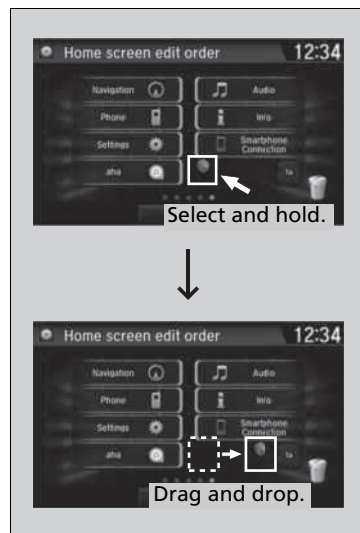 Home screen edit order 12:34
Navigation Audio
Phone Info
Settings Smartphone Connection
aha
Select and hold.
Home screen edit order 12:34
Navigation Audio
Phone Info
Settings Smartphone Connection
aha
Drag and drop.